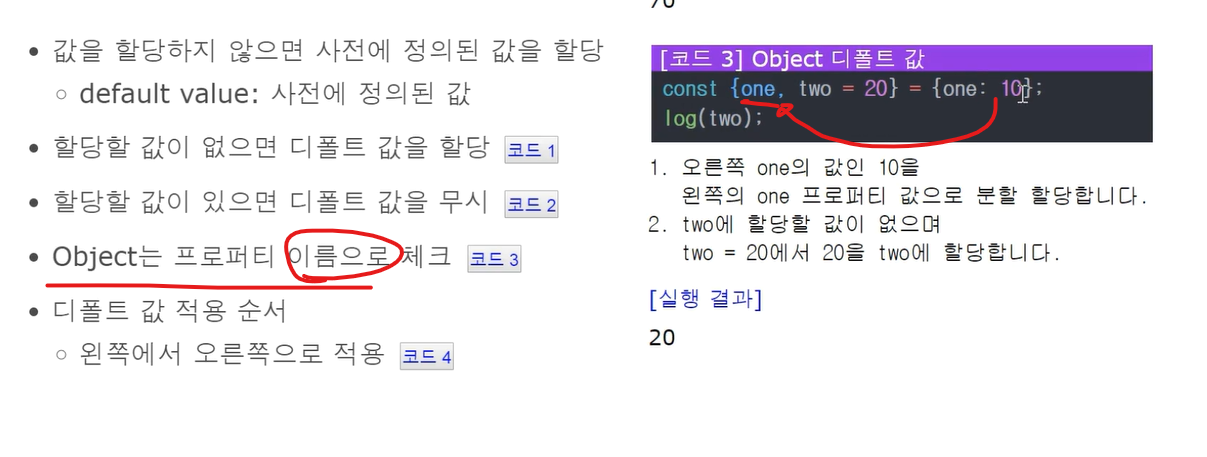 값을 할당하지 않으면 사전에 정의된 값을 할당
default value: 사전에 정의된 값
할당할 값이 없으면 디폴트 값을 할당 코드 1
할당할 값이 있으면 디폴트 값을 무시 코드 2
Object는 프로퍼티 이름으로 체크 코드 3
디폴트 값 적용 순서
왼쪽에서 오른쪽으로 적용 코드 4
[코드 3] Object 디폴트 값
const {one, two = 20} = {one: 10};
log(two);
1. 오른쪽 one의 값인 10을
왼쪽의 one 프로퍼티 값으로 분할 할당합니다.
2. two에 할당할 값이 없으며
two = 20에서 20을 two에 할당합니다.
[실행 결과]
20